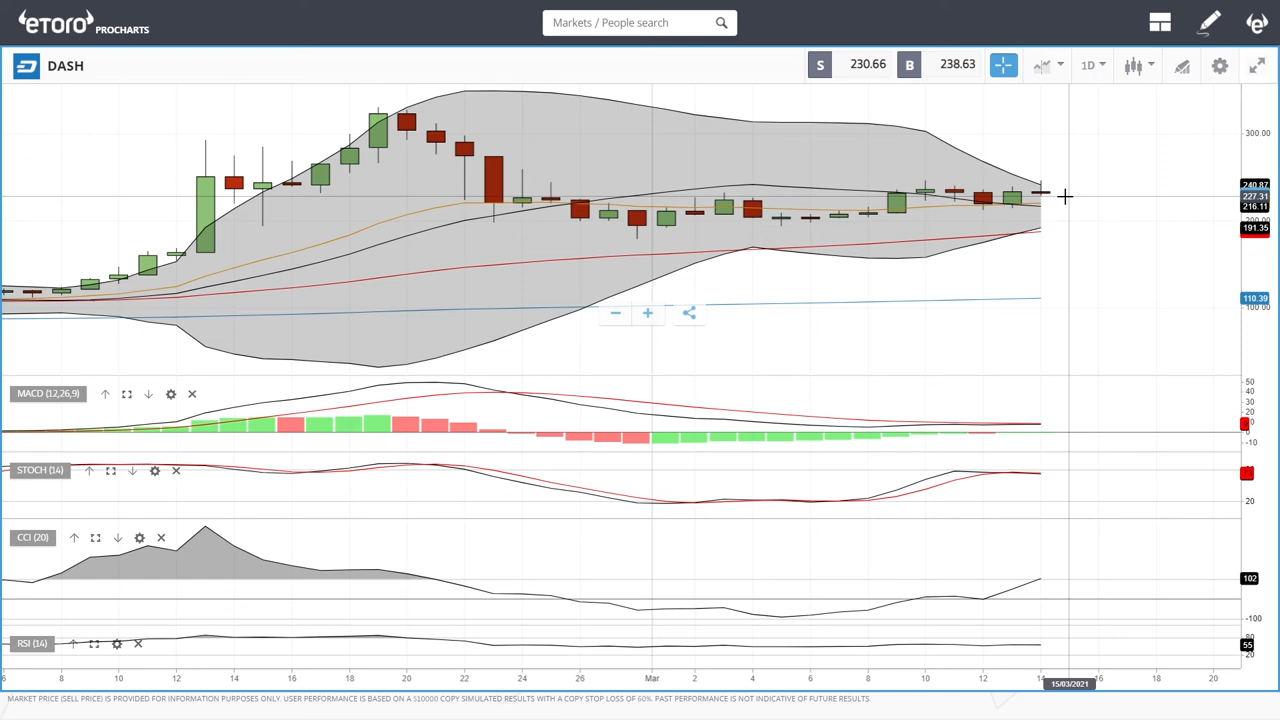 eToro PROCHARTS
Markets / People search
DASH
S 230.66 B 238.63 1D
300.00
240.87
227.31
216.11
191.35
110.39
100.00
MACD (12,26,9)
50
40
30
20
0
-10
STOCH (14)
20
CCI (20)
102
-100
RSI (14)
80
55
20
6 8 10 12 14 16 18 20 22 24 26 28 Mar 2 4 6 8 10 12 14 16 18 20
15/03/2021
MARKET PRICE (SELL PRICE) IS PROVIDED FOR INFORMATION PURPOSES ONLY. USER PERFORMANCE IS BASED ON A $10000 COPY SIMULATED RESULTS WITH A COPY STOP LOSS OF 60%. PAST PERFORMANCE IS NOT INDICATIVE OF FUTURE RESULTS.